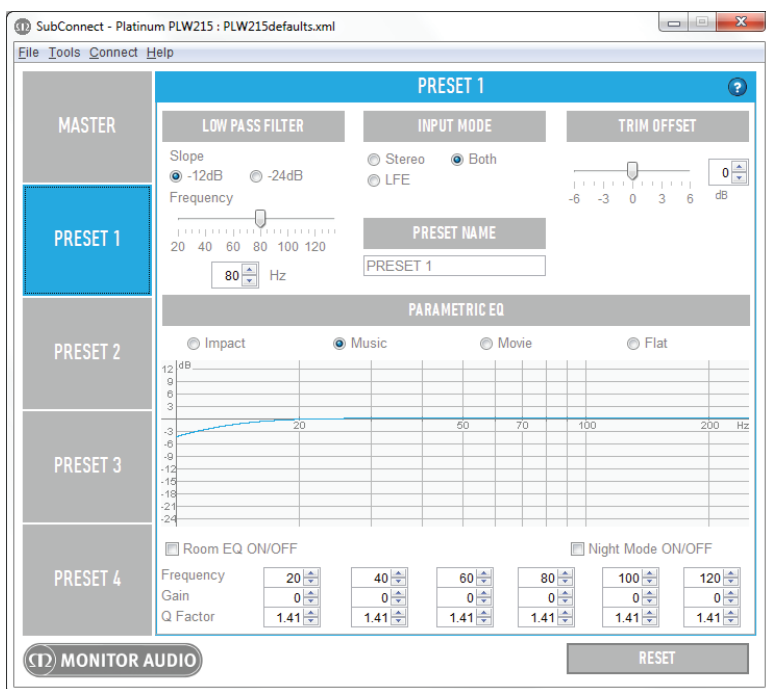 SubConnect - Platinum PLW215 : PLW215defaults.xml
File Tools Connect Help
MASTER
PRESET 1
PRESET 2
PRESET 3
PRESET 4
PRESET 1
?
LOW PASS FILTER
Slope
-12dB -24dB
Frequency
20 40 60 80 100 120
80 Hz
INPUT MODE
Stereo Both
LFE
PRESET NAME
PRESET 1
TRIM OFFSET
0
-6 -3 0 3 6 dB
PARAMETRIC EQ
Impact Music Movie Flat
dB
12
9
6
3
-3
-6
-9
-12
-15
-18
-21
-24
20 50 70 100 200 Hz
Room EQ ON/OFF Night Mode ON/OFF
Frequency 20 40 60 80 100 120
Gain 0 0 0 0 0 0
Q Factor 1.41 1.41 1.41 1.41 1.41 1.41
MONITOR AUDIO
RESET